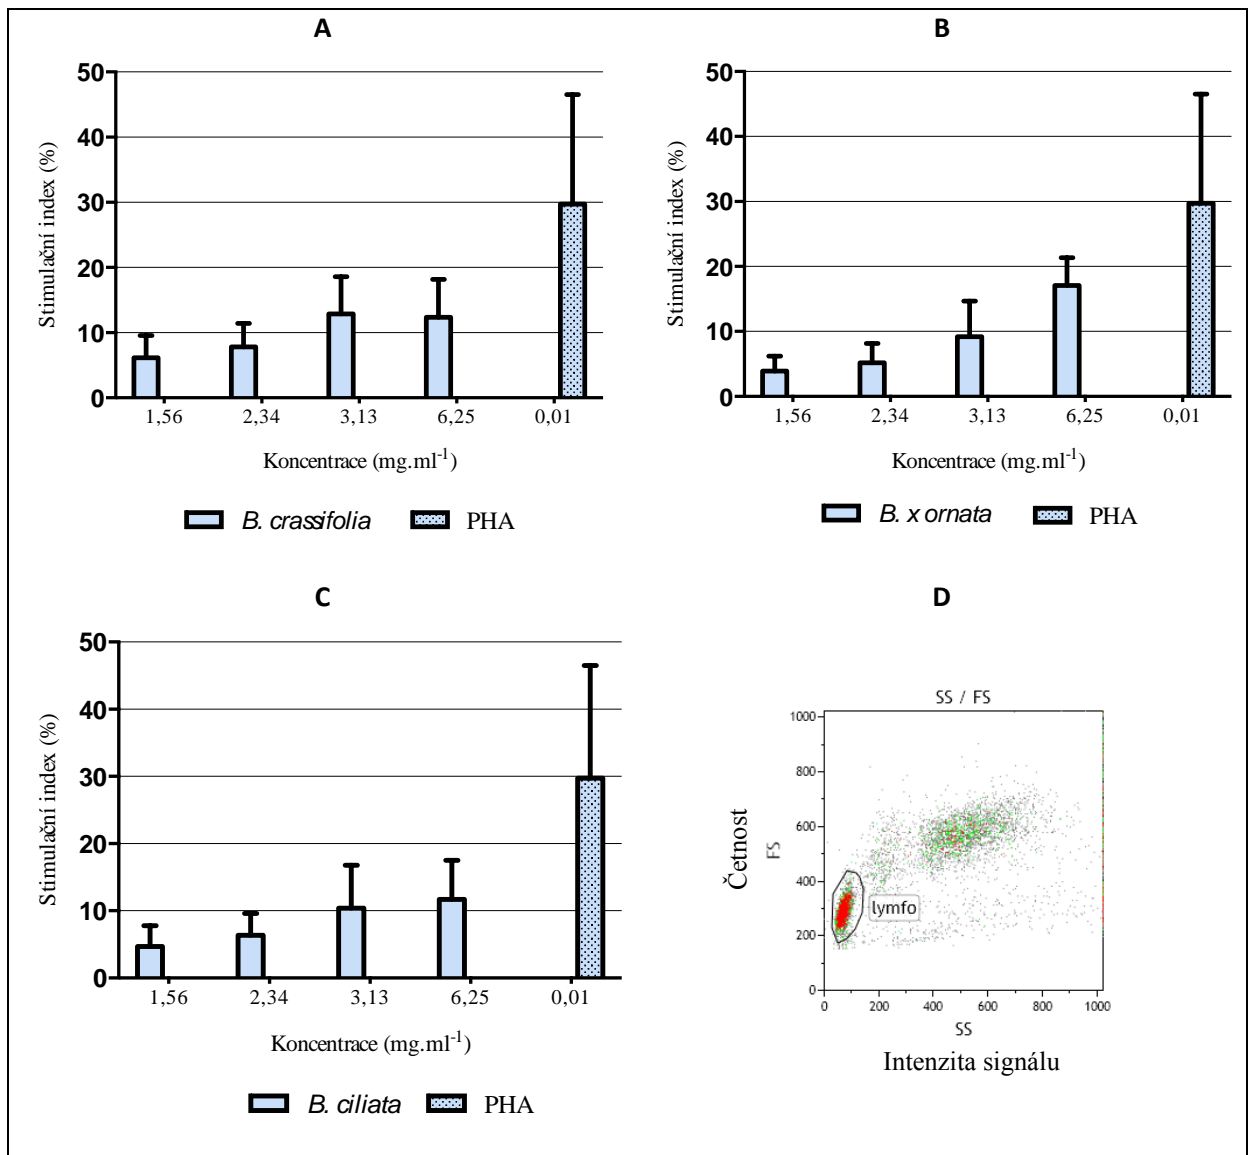 A
50
40
30
20
10
0
Stimulační index (%)
1,56 2,34 3,13 6,25 0,01
Koncentrace (mg.ml-1)
B. crassifolia PHA
B
50
40
30
20
10
0
Stimulační index (%)
1,56 2,34 3,13 6,25 0,01
Koncentrace (mg.ml-1)
B. x ornata PHA
C
50
40
30
20
10
0
Stimulační index (%)
1,56 2,34 3,13 6,25 0,01
Koncentrace (mg.ml-1)
B. ciliata PHA
D
SS / FS
1000
800
600
400
200
0
Četnost
FS
lymfo
0 200 400 600 800 1000
SS
Intenzita signálu